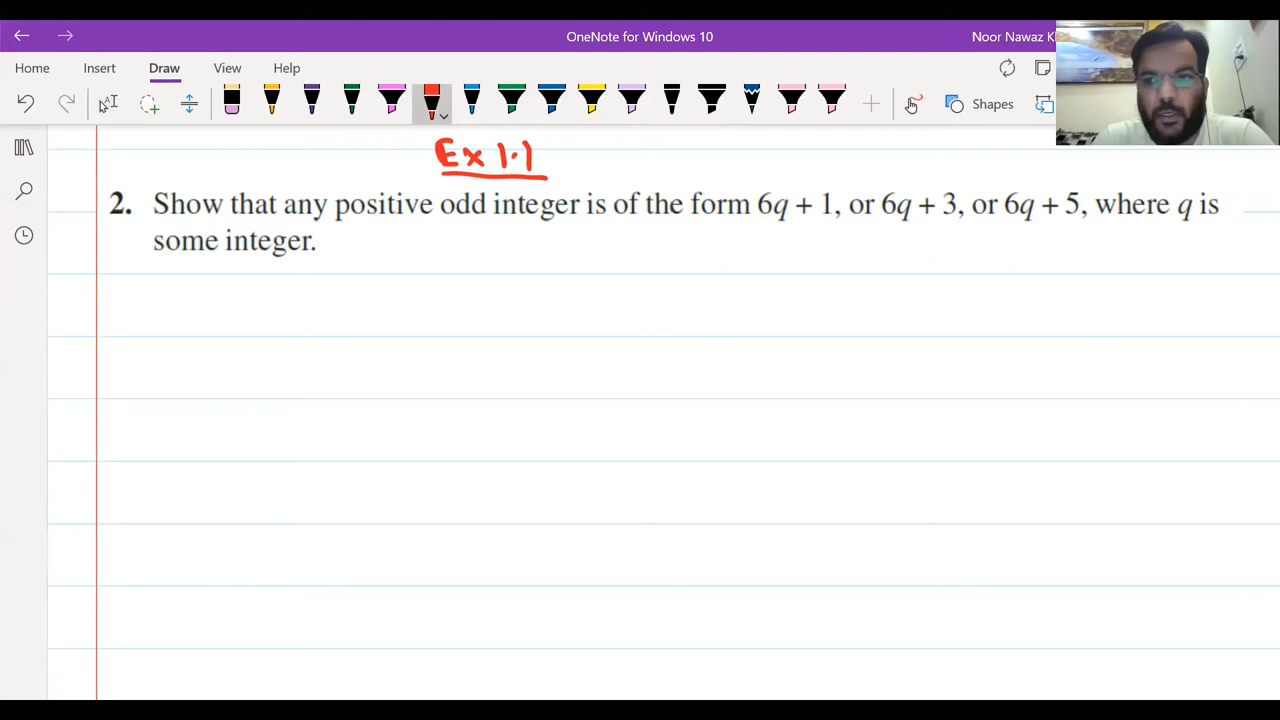 OneNote for Windows 10
Noor Nawaz K
Home Insert Draw View Help
Shapes
Ex 1.1
2. Show that any positive odd integer is of the form 6q + 1, or 6q + 3, or 6q + 5, where q is
some integer.